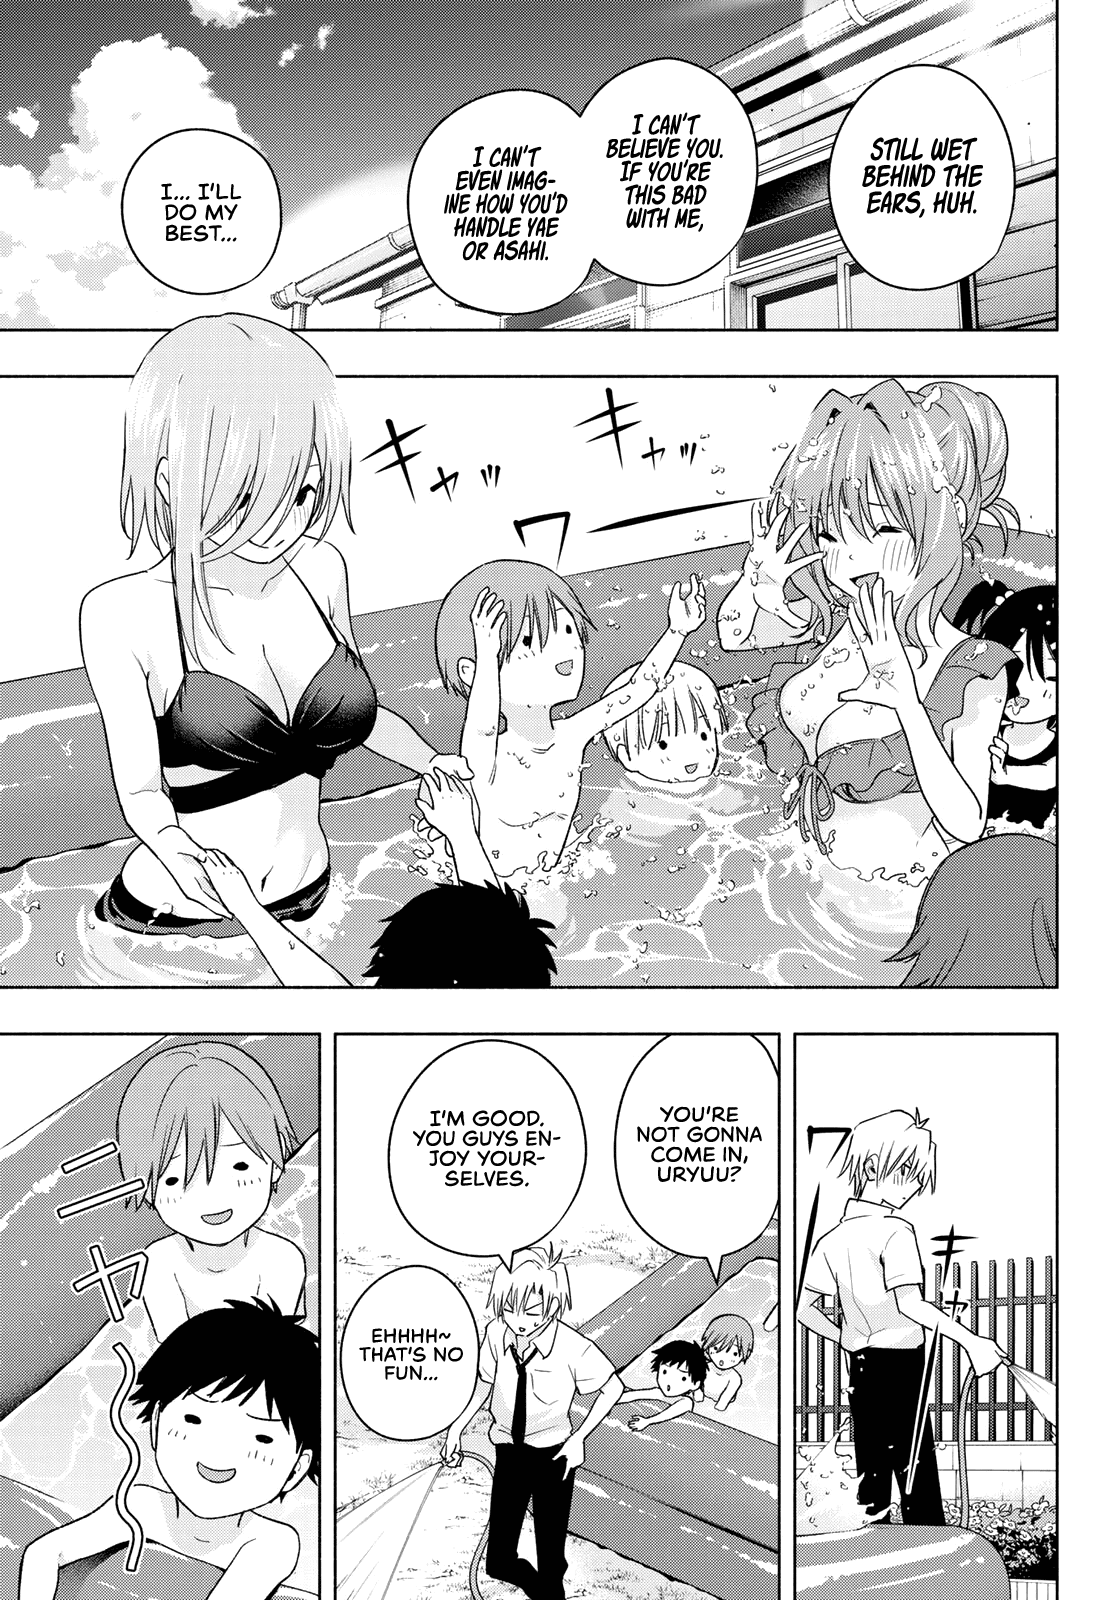 STILL WET
BEHIND THE
EARS, HUH.
I CAN'T
BELIEVE YOU.
IF YOU'RE
THIS BAD
WITH ME,
I CAN'T
EVEN IMAG-
INE HOW YOU'D
HANDLE YAE
OR ASAHI.
I... I'LL
DO MY
BEST...
キャッ
キャッ
ワー
ワー
キャー
YOU'RE
NOT GONNA
COME IN,
URYUU?
I'M GOOD.
YOU GUYS EN-
JOY YOUR-
SELVES.
EHHHH~
THAT'S NO
FUN...
ニヤ